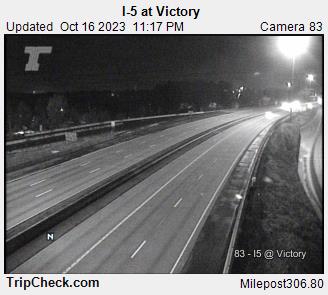 I-5 at Victory
Updated Oct 16 2023 11:17 PM Camera 83
T
N
83 - I5 @ Victory
TripCheck.com Milepost306.80